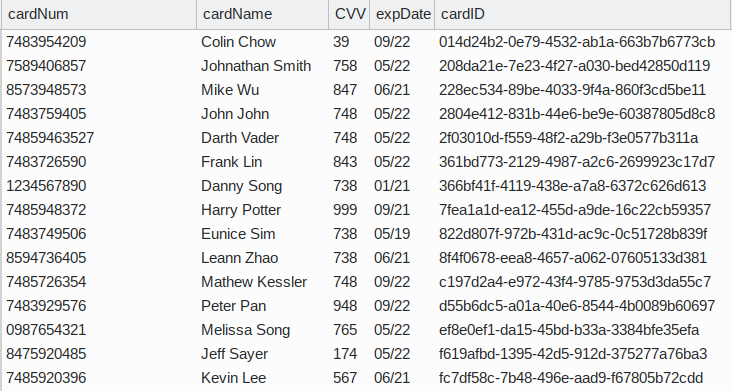 cardNum cardName CVV expDate cardID
7483954209 Colin Chow 39 09/22 014d24b2-0e79-4532-ab1a-663b7b6773cb
7589406857 Johnathan Smith 758 05/22 208da21e-7e23-4f27-a030-bed42850d119
8573948573 Mike Wu 847 06/21 228ec534-89be-4033-9f4a-860f3cd5be11
7483759405 John John 748 05/22 2804e412-831b-44e6-be9e-60387805d8c8
74859463527 Darth Vader 748 05/22 2f03010d-f559-48f2-a29b-f3e0577b311a
7483726590 Frank Lin 843 05/22 361bd773-2129-4987-a2c6-2699923c17d7
1234567890 Danny Song 738 01/21 366bf41f-4119-438e-a7a8-6372c626d613
7485948372 Harry Potter 999 09/21 7fea1a1d-ea12-455d-a9de-16c22cb59357
7483749506 Eunice Sim 738 05/19 822d807f-972b-431d-ac9c-0c51728b839f
8594736405 Leann Zhao 738 06/21 8f4f0678-eea8-4657-a062-07605133d381
7485726354 Mathew Kessler 748 09/22 c197d2a4-e972-43f4-9785-9753d3da55c7
7483929576 Peter Pan 948 09/22 d55b6dc5-a01a-40e6-8544-4b0089b60697
0987654321 Melissa Song 765 05/22 ef8e0ef1-da15-45bd-b33a-3384bfe35efa
8475920485 Jeff Sayer 174 05/22 f619afbd-1395-42d5-912d-375277a76ba3
7485920396 Kevin Lee 567 06/21 fc7df58c-7b48-496e-aad9-f67805b72cdd